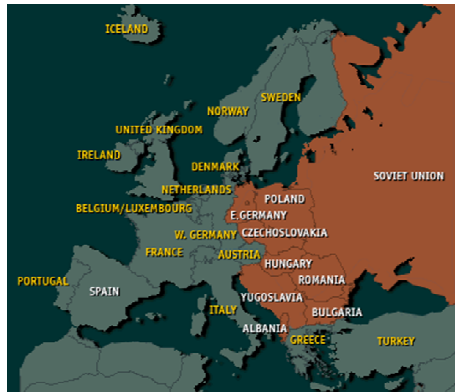 ICELAND
SWEDEN
NORWAY
UNITED KINGDOM
IRELAND
DENMARK
SOVIET UNION
NETHERLANDS
POLAND
BELGIUM/LUXEMBOURG
E.GERMANY
W. GERMANY
CZECHOSLOVAKIA
FRANCE
AUSTRIA
HUNGARY
ROMANIA
PORTUGAL
SPAIN
YUGOSLAVIA
ITALY
BULGARIA
ALBANIA
GREECE
TURKEY